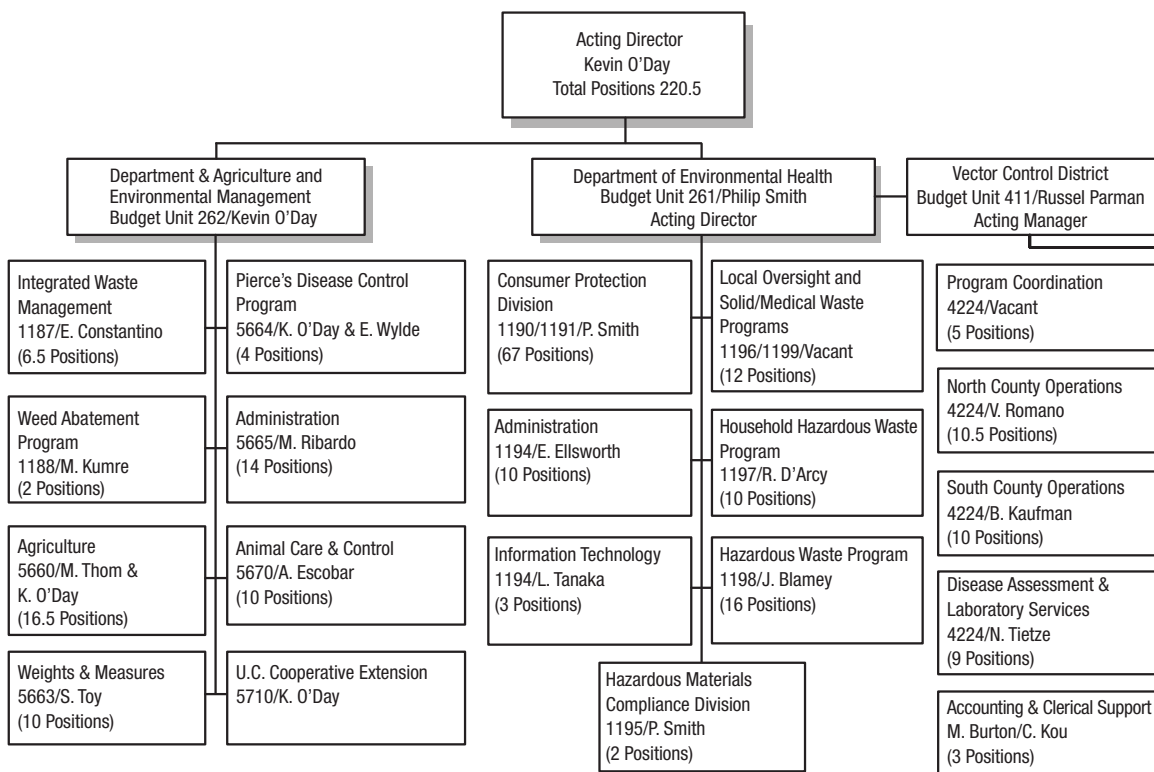 Acting Director
Kevin O’Day
Total Positions 220.5
Department & Agriculture and
Environmental Management
Budget Unit 262/Kevin O’Day
Department of Environmental Health
Budget Unit 261/Philip Smith
Acting Director
Vector Control District
Budget Unit 411/Russel Parman
Acting Manager
Integrated Waste
Management
1187/E. Constantino
(6.5 Positions)
Pierce’s Disease Control
Program
5664/K. O’Day & E. Wylde
(4 Positions)
Weed Abatement
Program
1188/M. Kumre
(2 Positions)
Administration
5665/M. Ribardo
(14 Positions)
Agriculture
5660/M. Thom &
K. O’Day
(16.5 Positions)
Animal Care & Control
5670/A. Escobar
(10 Positions)
Weights & Measures
5663/S. Toy
(10 Positions)
U.C. Cooperative Extension
5710/K. O’Day
Consumer Protection
Division
1190/1191/P. Smith
(67 Positions)
Local Oversight and
Solid/Medical Waste
Programs
1196/1199/Vacant
(12 Positions)
Administration
1194/E. Ellsworth
(10 Positions)
Household Hazardous Waste
Program
1197/R. D’Arcy
(10 Positions)
Information Technology
1194/L. Tanaka
(3 Positions)
Hazardous Waste Program
1198/J. Blamey
(16 Positions)
Hazardous Materials
Compliance Division
1195/P. Smith
(2 Positions)
Program Coordination
4224/Vacant
(5 Positions)
North County Operations
4224/V. Romano
(10.5 Positions)
South County Operations
4224/B. Kaufman
(10 Positions)
Disease Assessment &
Laboratory Services
4224/N. Tietze
(9 Positions)
Accounting & Clerical Support
M. Burton/C. Kou
(3 Positions)